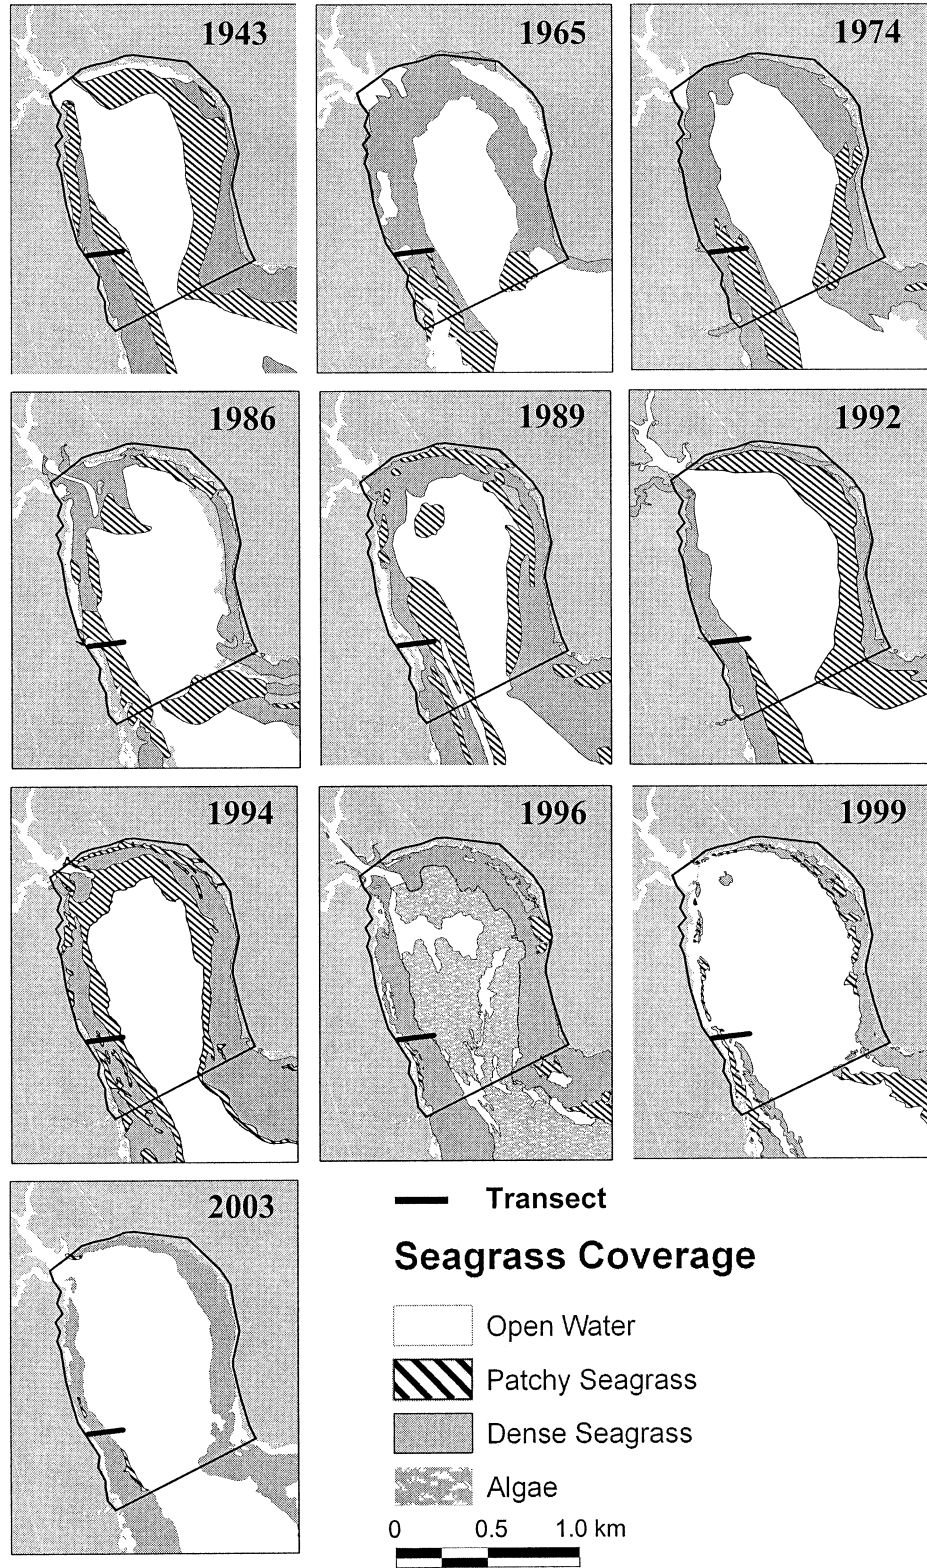 1943
1965
1974
1986
1989
1992
1994
1996
1999
2003
Transect
Seagrass Coverage
Open Water
Patchy Seagrass
Dense Seagrass
Algae
0 0.5 1.0 km